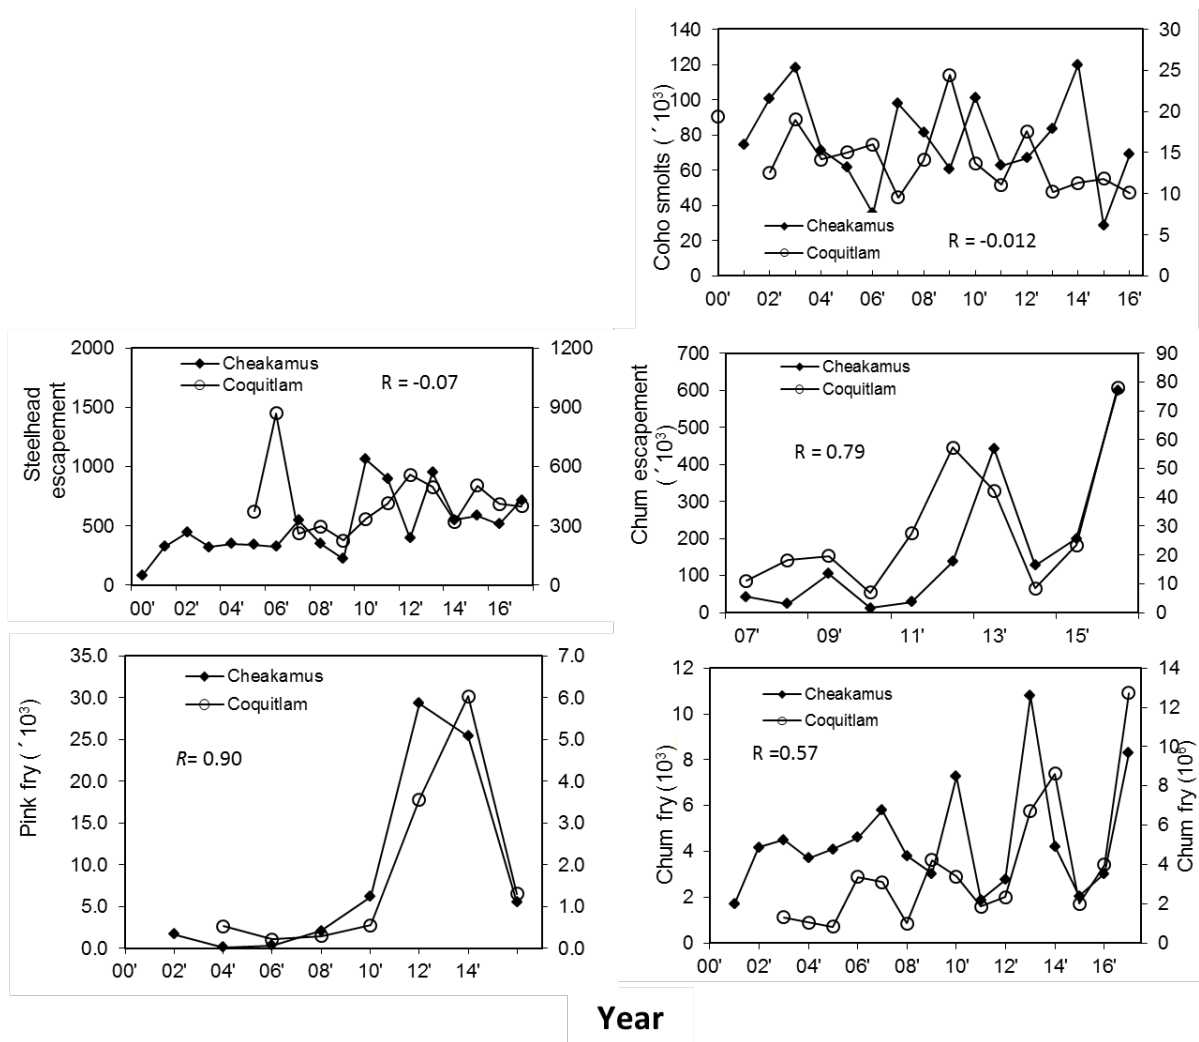 140
120
100
80
60
40
20
0
Coho smolts ( ´10³)
30
25
20
15
10
5
0
Cheakamus
Coquitlam
R = -0.012
00' 02' 04' 06' 08' 10' 12' 14' 16'
2000
1500
1000
500
0
Steelhead
escapement
1200
900
600
300
0
Cheakamus
Coquitlam
R = -0.07
00' 02' 04' 06' 08' 10' 12' 14' 16'
700
600
500
400
300
200
100
0
Chum escapement
( ´10³)
90
80
70
60
50
40
30
20
10
0
Cheakamus
Coquitlam
R = 0.79
07' 09' 11' 13' 15'
35.0
30.0
25.0
20.0
15.0
10.0
5.0
0.0
Pink fry ( ´10³)
7.0
6.0
5.0
4.0
3.0
2.0
1.0
0.0
Cheakamus
Coquitlam
R= 0.90
00' 02' 04' 06' 08' 10' 12' 14'
12
10
8
6
4
2
0
Chum fry (10³)
14
12
10
8
6
4
2
0
Chum fry (10⁶)
Cheakamus
Coquitlam
R =0.57
00' 02' 04' 06' 08' 10' 12' 14' 16'
Year